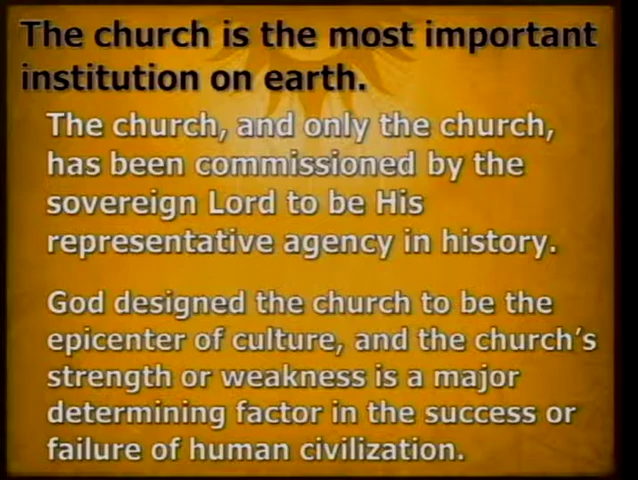 The church is the most important
institution on earth.
The church, and only the church,
has been commissioned by the
sovereign Lord to be His
representative agency in history.
God designed the church to be the
epicenter of culture, and the church's
strength or weakness is a major
determining factor in the success or
failure of human civilization.